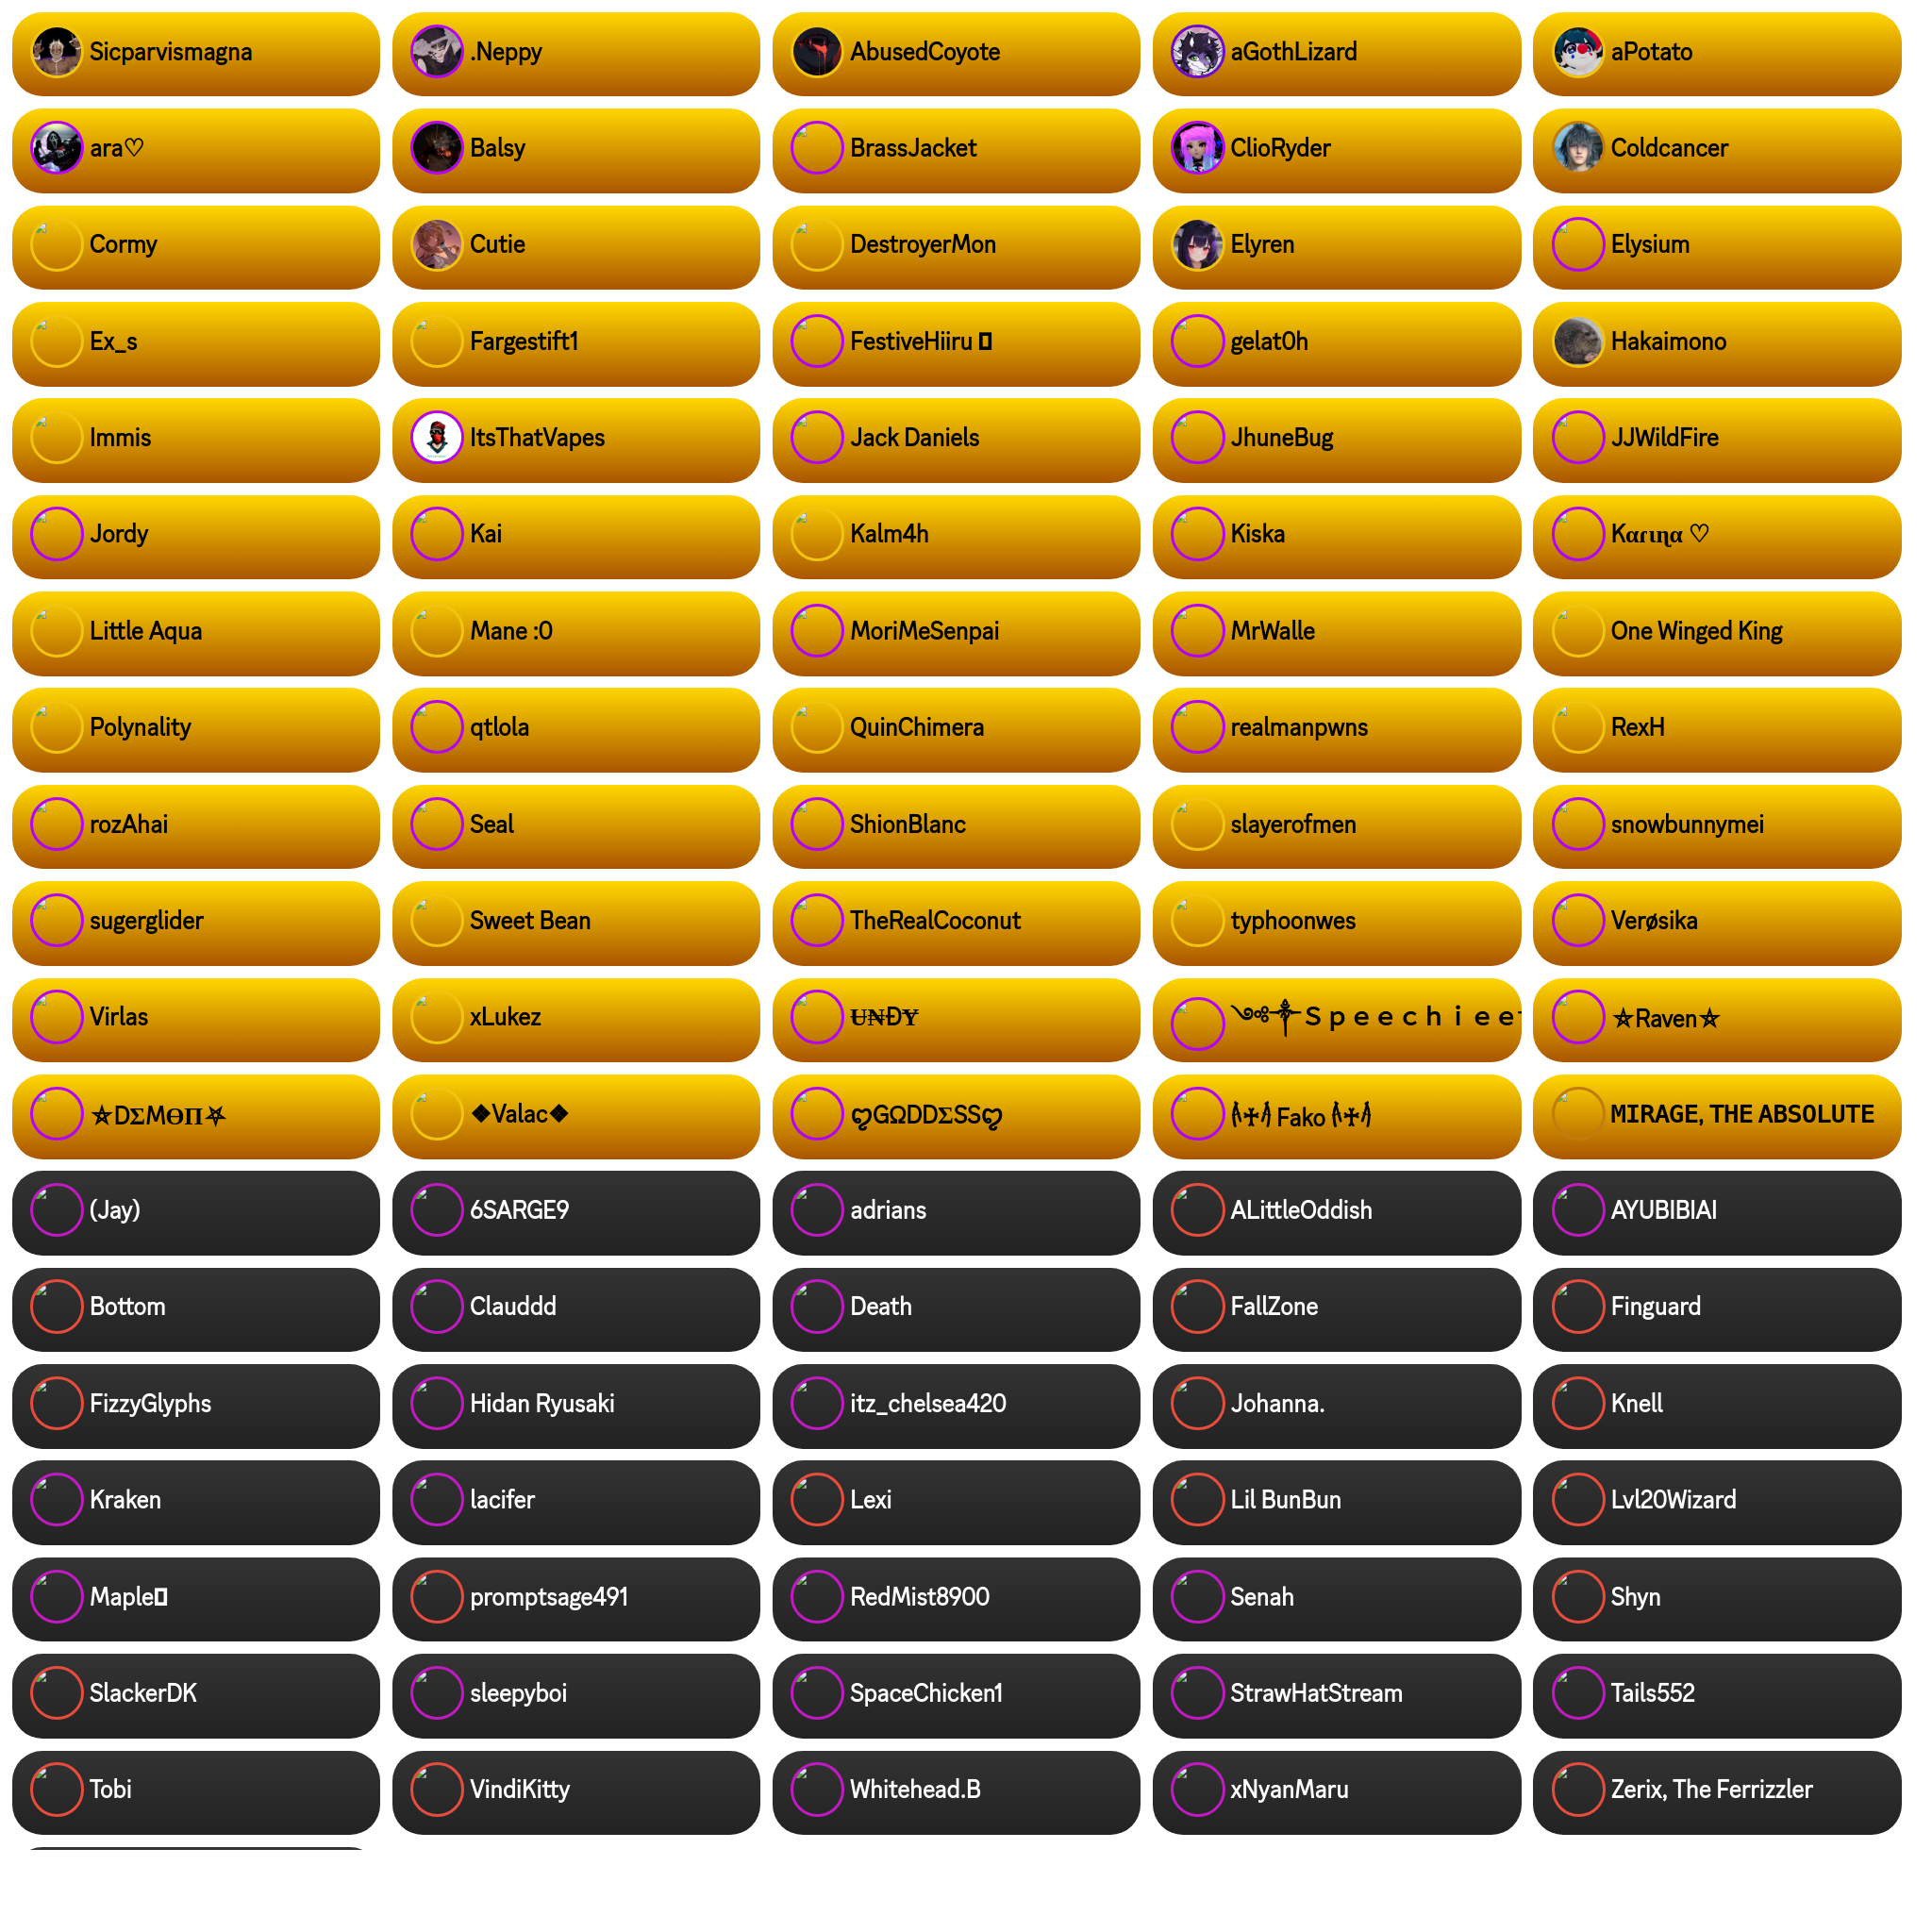 Sicparvismagna
.Neppy
AbusedCoyote
aGothLizard
aPotato
ara♡
Balsy
BrassJacket
ClioRyder
Coldcancer
Cormy
Cutie
DestroyerMon
Elyren
Elysium
Ex_s
Fargestift1
FestiveHiiru
gelat0h
Hakaimono
Immis
ItsThatVapes
Jack Daniels
JhuneBug
JJWildFire
Jordy
Kai
Kalm4h
Kiska
Kαɾιɳα ♡
Little Aqua
Mane :0
MoriMeSenpai
MrWalle
One Winged King
Polynality
qtlola
QuinChimera
realmanpwns
RexH
rozAhai
Seal
ShionBlanc
slayerofmen
snowbunnymei
sugerglider
Sweet Bean
TheRealCoconut
typhoonwes
Verøsika
Virlas
xLukez
Ʉ₦ĐɎ
༺༒Ｓｐｅｅｃｈｉｅｅ
⛤Raven⛤
⛤DΣMӨП⛧
❖Valac❖
ღGΩDDΣSSღ
Fako
MIRAGE, THE ABSOLUTE
(Jay)
6SARGE9
adrians
ALittleOddish
AYUBIBIAI
Bottom
Clauddd
Death
FallZone
Finguard
FizzyGlyphs
Hidan Ryusaki
itz_chelsea420
Johanna.
Knell
Kraken
lacifer
Lexi
Lil BunBun
Lvl20Wizard
Maple
promptsage491
RedMist8900
Senah
Shyn
SlackerDK
sleepyboi
SpaceChicken1
StrawHatStream
Tails552
Tobi
VindiKitty
Whitehead.B
xNyanMaru
Zerix, The Ferrizzler